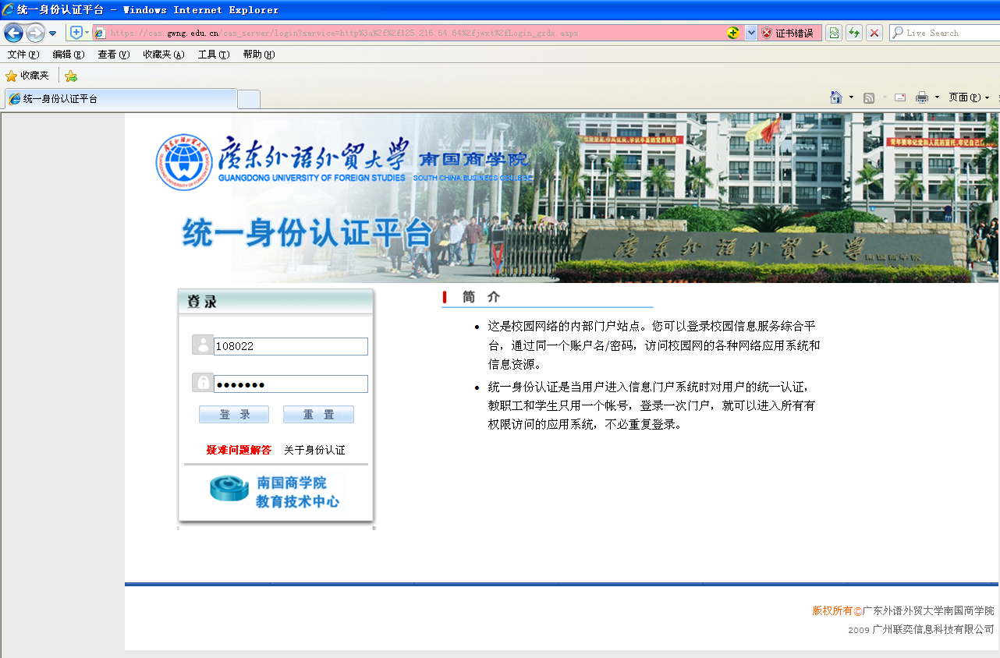 统一身份认证平台 - Windows Internet Explorer
https://cas.gwng.edu.cn/cas_server/login?service=http%3a%2f%2f125.216.64.64%2fjwxt%2fLogin_gzdx.aspx
证书错误
Live Search
文件(F) 编辑(E) 查看(V) 收藏夹(A) 工具(T) 帮助(H)
收藏夹
统一身份认证平台
页面(P)
廣东外语外贸大学 南国商学院
GUANGDONG UNIVERSITY OF FOREIGN STUDIES SOUTH CHINA BUSINESS COLLEGE
统一身份认证平台
廣东外语外贸大学 南国商学院
登录
108022
●●●●●●●
登 录 重 置
疑难问题解答 关于身份认证
南国商学院
教育技术中心
简 介
• 这是校园网络的内部门户站点。您可以登录校园信息服务综合平
台，通过同一个账户名/密码，访问校园网的各种网络应用系统和
信息资源。
• 统一身份认证是当用户进入信息门户系统时对用户的统一认证，
教职工和学生只用一个帐号，登录一次门户，就可以进入所有有
权限访问的应用系统，不必重复登录。
版权所有©广东外语外贸大学南国商学院
2009 广州联奕信息科技有限公司